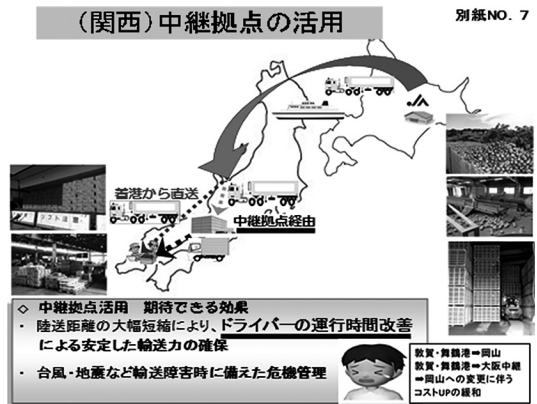 (関西)中継拠点の活用
別紙NO. 7
JA
着港から直送
中継拠点経由
◇ 中継拠点活用 期待できる効果
・ 陸送距離の大幅短縮により、ドライバーの運行時間改善
による安定した輸送力の確保
・ 台風・地震など輸送障害時に備えた危機管理
敦賀・舞鶴港➡岡山
敦賀・舞鶴港➡大阪中継
➡岡山への変更に伴う
コストUPの緩和